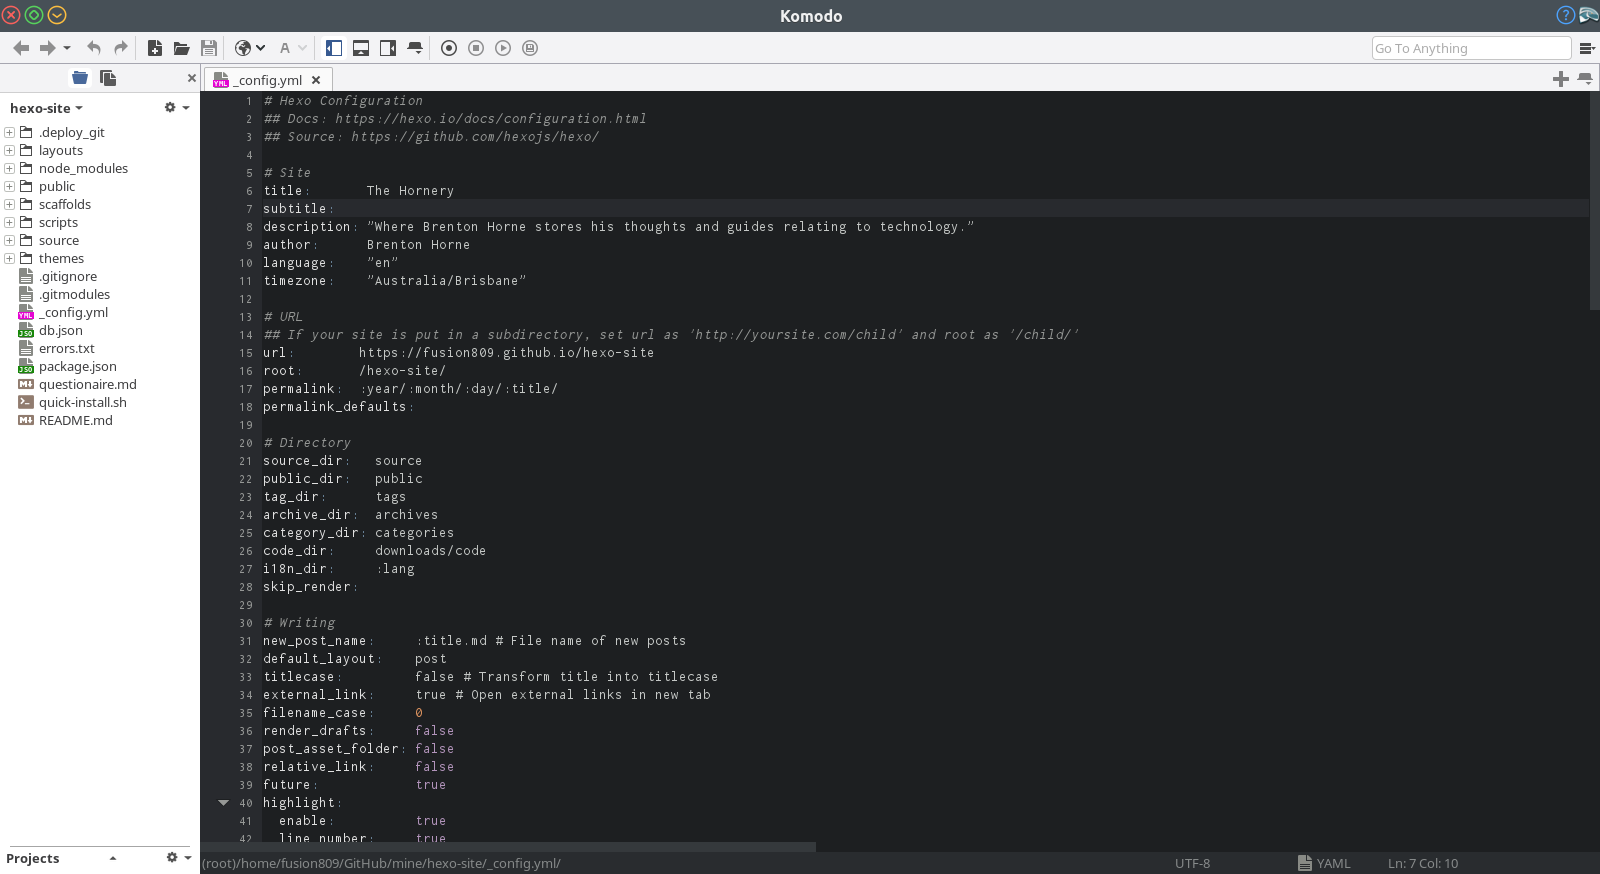 Komodo
Go To Anything
_config.yml
hexo-site
.deploy_git
layouts
node_modules
public
scaffolds
scripts
source
themes
.gitignore
.gitmodules
_config.yml
db.json
errors.txt
package.json
questionaire.md
quick-install.sh
README.md
Projects
1 # Hexo Configuration
2 ## Docs: https://hexo.io/docs/configuration.html
3 ## Source: https://github.com/hexojs/hexo/
4
5 # Site
6 title:       The Hornery
7 subtitle:
8 description: "Where Brenton Horne stores his thoughts and guides relating to technology."
9 author:      Brenton Horne
10 language:    "en"
11 timezone:    "Australia/Brisbane"
12
13 # URL
14 ## If your site is put in a subdirectory, set url as 'http://yoursite.com/child' and root as '/child/'
15 url:        https://fusion809.github.io/hexo-site
16 root:       /hexo-site/
17 permalink:  :year/:month/:day/:title/
18 permalink_defaults:
19
20 # Directory
21 source_dir:   source
22 public_dir:   public
23 tag_dir:      tags
24 archive_dir:  archives
25 category_dir: categories
26 code_dir:     downloads/code
27 i18n_dir:     :lang
28 skip_render:
29
30 # Writing
31 new_post_name:     :title.md # File name of new posts
32 default_layout:    post
33 titlecase:         false # Transform title into titlecase
34 external_link:     true # Open external links in new tab
35 filename_case:     0
36 render_drafts:     false
37 post_asset_folder: false
38 relative_link:     false
39 future:            true
40 highlight:
41   enable:          true
42   line_number:     true
(root)/home/fusion809/GitHub/mine/hexo-site/_config.yml/
UTF-8
YAML
Ln: 7 Col: 10